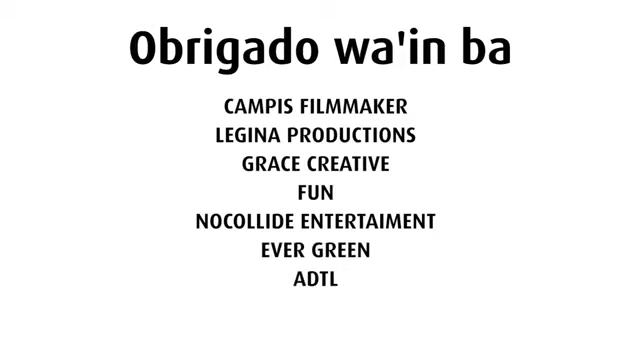 Obrigado wa'in ba
CAMPIS FILMMAKER
LEGINA PRODUCTIONS
GRACE CREATIVE
FUN
NOCOLLIDE ENTERTAIMENT
EVER GREEN
ADTL